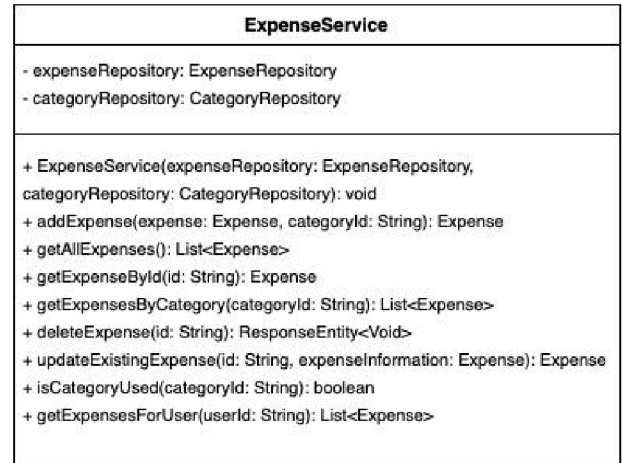 ExpenseService
- expenseRepository: ExpenseRepository
- categoryRepository: CategoryRepository
+ ExpenseService(expenseRepository: ExpenseRepository,
categoryRepository: CategoryRepository): void
+ addExpense(expense: Expense, categoryId: String): Expense
+ getAllExpenses(): List<Expense>
+ getExpenseById(id: String): Expense
+ getExpensesByCategory(categoryId: String): List<Expense>
+ deleteExpense(id: String): ResponseEntity<Void>
+ updateExistingExpense(id: String, expenseInformation: Expense): Expense
+ isCategoryUsed(categoryId: String): boolean
+ getExpensesForUser(userId: String): List<Expense>